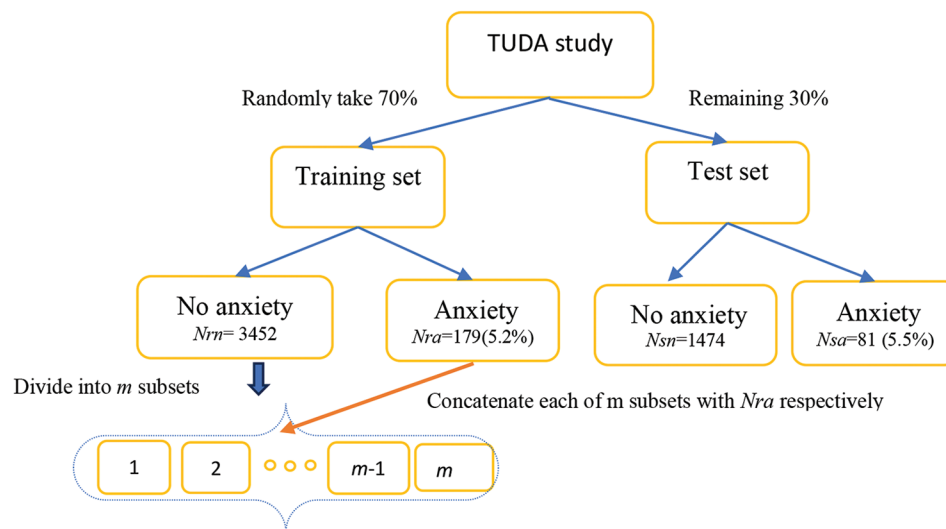 TUDA study
Randomly take 70%
Remaining 30%
Training set
Test set
No anxiety
Nrn= 3452
Anxiety
Nra=179(5.2%)
No anxiety
Nsn=1474
Anxiety
Nsa=81 (5.5%)
Divide into m subsets
Concatenate each of m subsets with Nra respectively
1
2
m-1
m